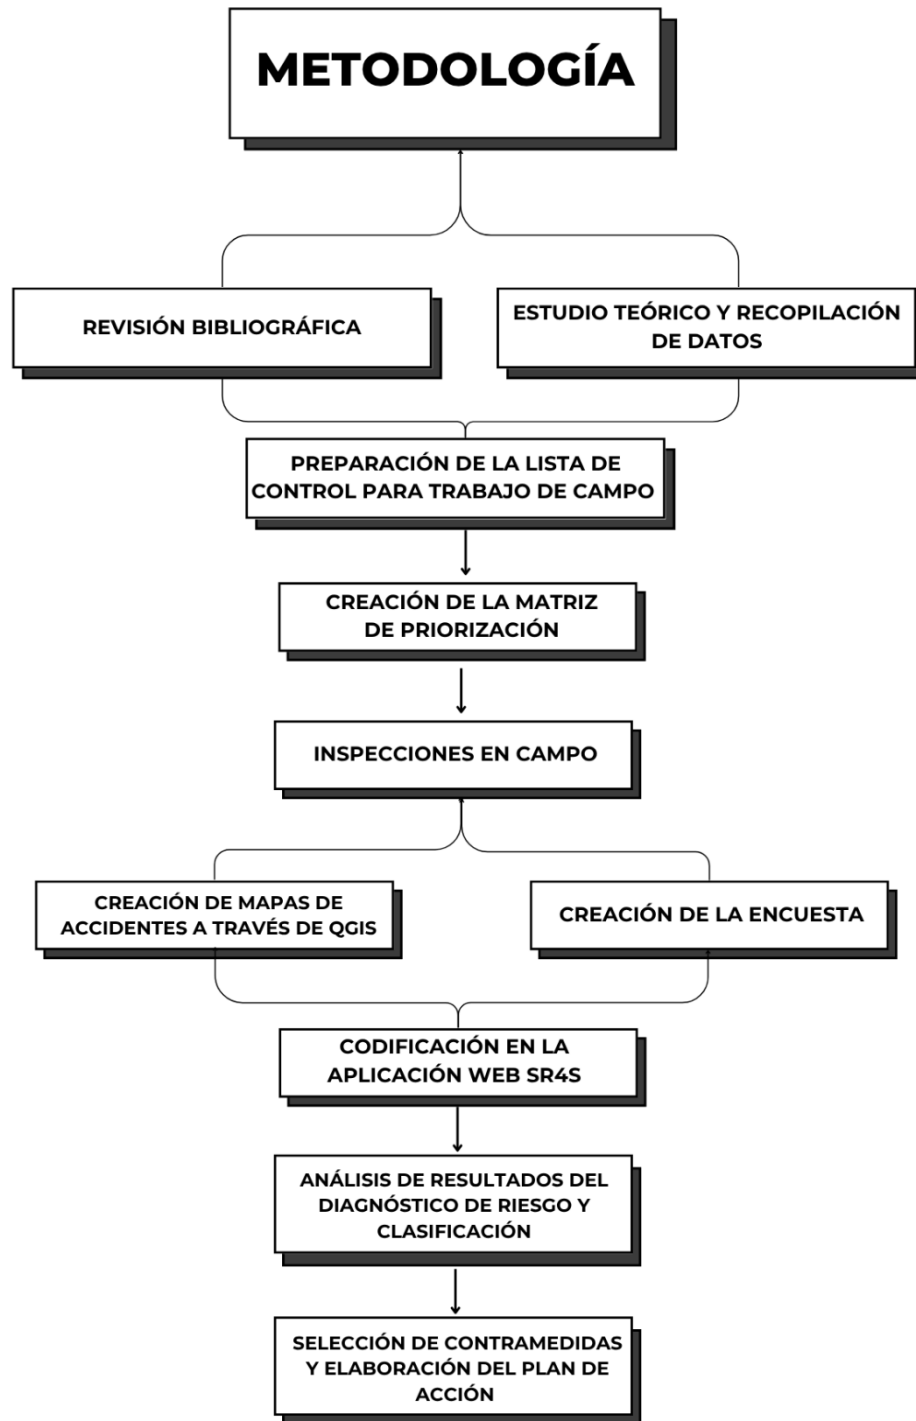 METODOLOGÍA
REVISIÓN BIBLIOGRÁFICA
ESTUDIO TEÓRICO Y RECOPILACIÓN
DE DATOS
PREPARACIÓN DE LA LISTA DE
CONTROL PARA TRABAJO DE CAMPO
CREACIÓN DE LA MATRIZ
DE PRIORIZACIÓN
INSPECCIONES EN CAMPO
CREACIÓN DE MAPAS DE
ACCIDENTES A TRAVÉS DE QGIS
CREACIÓN DE LA ENCUESTA
CODIFICACIÓN EN LA
APLICACIÓN WEB SR4S
ANÁLISIS DE RESULTADOS DEL
DIAGNÓSTICO DE RIESGO Y
CLASIFICACIÓN
SELECCIÓN DE CONTRAMEDIDAS
Y ELABORACIÓN DEL PLAN DE
ACCIÓN